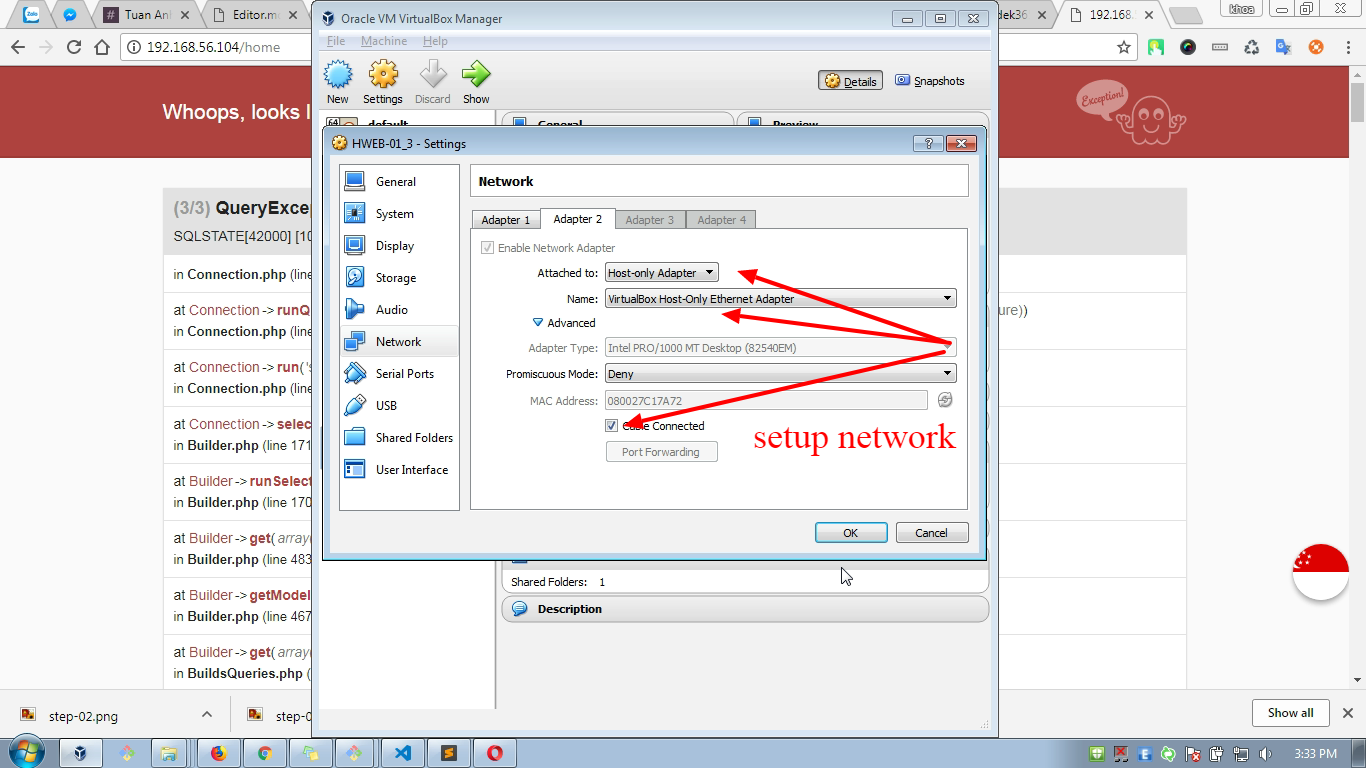 Tuan Anh
Editor.m
dek36
192.168.
khoa
192.168.56.104/home
Oracle VM VirtualBox Manager
File Machine Help
New Settings Discard Show
Details Snapshots
Exception!
Whoops, looks l
default
General
Preview
HWEB-01_3 - Settings
General
System
Display
Storage
Audio
Network
Serial Ports
USB
Shared Folders
User Interface
Network
Adapter 1 Adapter 2 Adapter 3 Adapter 4
Enable Network Adapter
Attached to: Host-only Adapter
Name: VirtualBox Host-Only Ethernet Adapter
Advanced
Adapter Type: Intel PRO/1000 MT Desktop (82540EM)
Promiscuous Mode: Deny
MAC Address: 080027C17A72
Cable Connected
Port Forwarding
setup network
OK Cancel
(3/3) QueryExce
SQLSTATE[42000] [10
in Connection.php (line
at Connection->runQ
ure))
in Connection.php (line
at Connection->run('s
in Connection.php (line
at Connection->selec
in Builder.php (line 171
at Builder->runSelect
in Builder.php (line 170
at Builder->get(array(
in Builder.php (line 483
at Builder->getModel
in Builder.php (line 467
at Builder->get(array(
in BuildsQueries.php (
Shared Folders: 1
Description
step-02.png
step-0
Show all
3:33 PM